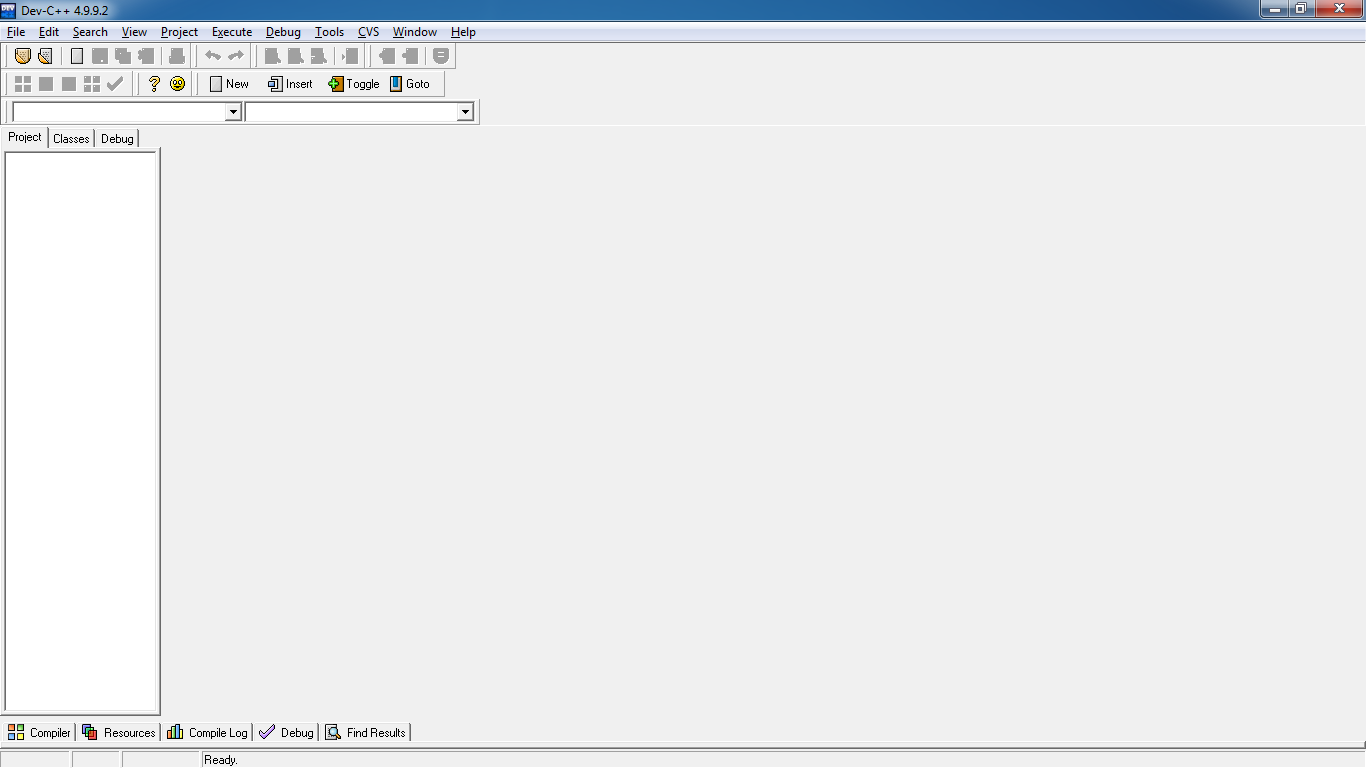 Dev-C++ 4.9.9.2
File Edit Search View Project Execute Debug Tools CVS Window Help
New Insert Toggle Goto
Project Classes Debug
Compiler Resources Compile Log Debug Find Results
Ready.